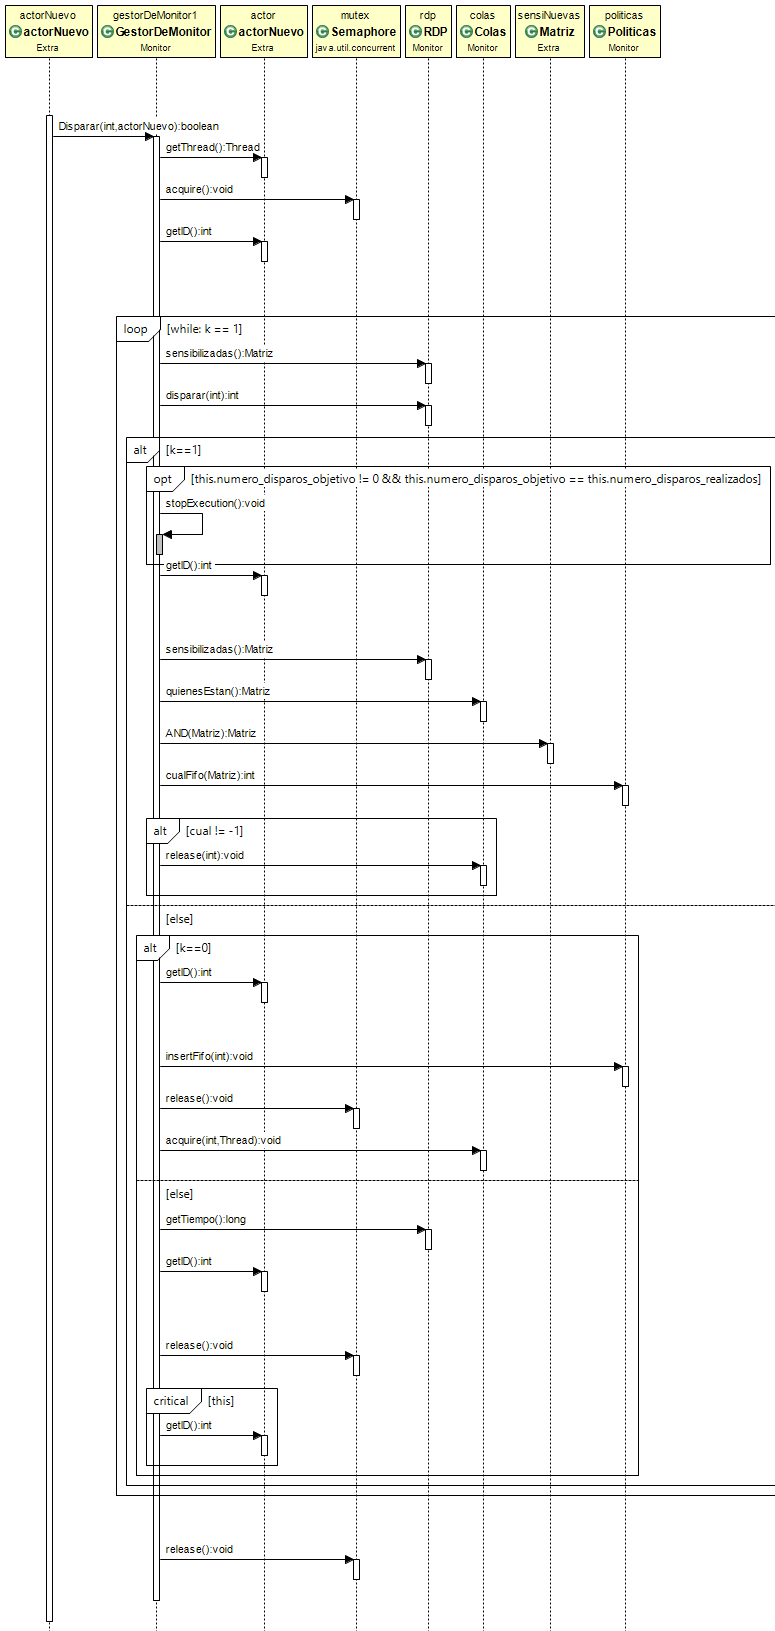 actorNuevo
actorNuevo
Extra
gestorDeMonitor1
GestorDeMonitor
Monitor
actor
actorNuevo
Extra
mutex
Semaphore
java.util.concurrent
rdp
RDP
Monitor
colas
Colas
Monitor
sensiNuevas
Matriz
Extra
politicas
Politicas
Monitor
Disparar(int,actorNuevo):boolean
getThread():Thread
acquire():void
getID():int
loop [while: k == 1]
sensibilizadas():Matriz
disparar(int):int
alt [k==1]
opt [this.numero_disparos_objetivo != 0 && this.numero_disparos_objetivo == this.numero_disparos_realizados]
stopExecution():void
getID():int
sensibilizadas():Matriz
quienesEstan():Matriz
AND(Matriz):Matriz
cualFifo(Matriz):int
alt [cual != -1]
release(int):void
[else]
alt [k==0]
getID():int
insertFifo(int):void
release():void
acquire(int,Thread):void
[else]
getTiempo():long
getID():int
release():void
critical [this]
getID():int
release():void